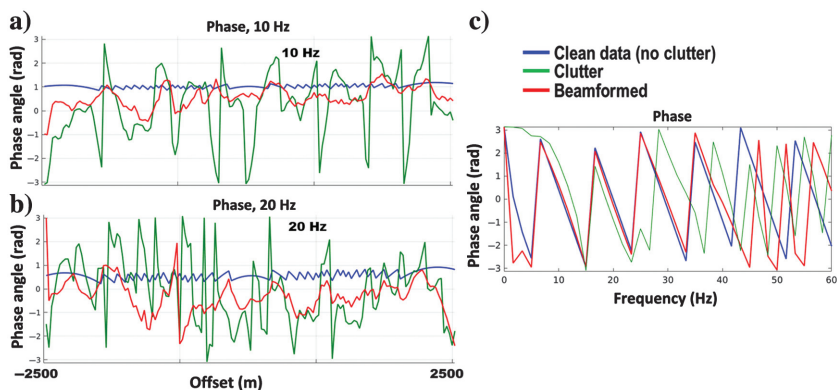 a)
Phase, 10 Hz
10 Hz
Phase angle (rad)
3
2
1
0
−1
−2
−3
b)
Phase, 20 Hz
20 Hz
Phase angle (rad)
3
2
1
0
−1
−2
−3
−2500
Offset (m)
2500
c)
Clean data (no clutter)
Clutter
Beamformed
Phase
Phase angle (rad)
3
2
1
0
−1
−2
−3
0
10
20
30
40
50
60
Frequency (Hz)